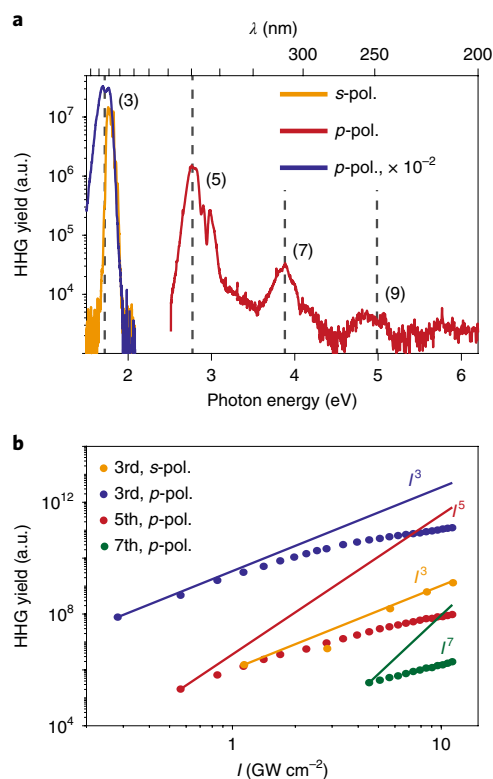 a
λ (nm)
300 250 200
10⁷
10⁶
10⁵
10⁴
HHG yield (a.u.)
(3)
(5)
(7)
(9)
s-pol.
p-pol.
p-pol., × 10⁻²
2 3 4 5 6
Photon energy (eV)
b
3rd, s-pol.
3rd, p-pol.
5th, p-pol.
7th, p-pol.
I³
I⁵
I³
I⁷
10¹²
10⁸
10⁴
HHG yield (a.u.)
1 10
I (GW cm⁻²)